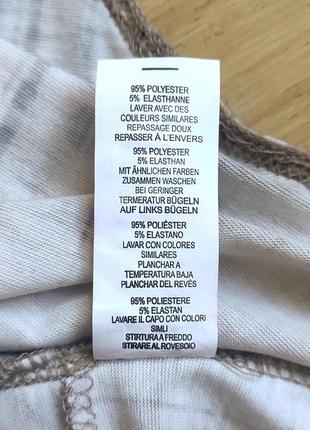 95% POLYESTER
5% ELASTHANNE
LAVER AVEC DES
COULEURS SIMILARES
REPASSAGE DOUX
REPASSER À L'ENVERS
95% POLYESTER
5% ELASTHAN
MIT ÄHNLICHEN FARBEN
ZUSAMMEN WASCHEN
BEI GERINGER
TERMERATUR BÜGELN
AUF LINKS BÜGELN
95% POLIÉSTER
5% ELASTANO
LAVAR CON COLORES
SIMILARES
PLANCHAR A
TEMPERATURA BAJA
PLANCHAR DEL REVÉS
95% POLIESTERE
5% ELASTAN
LAVARE IL CAPO CON COLORI
SIMLI
STIRTURA A FREDDO
STIRARE AL ROVESOIO